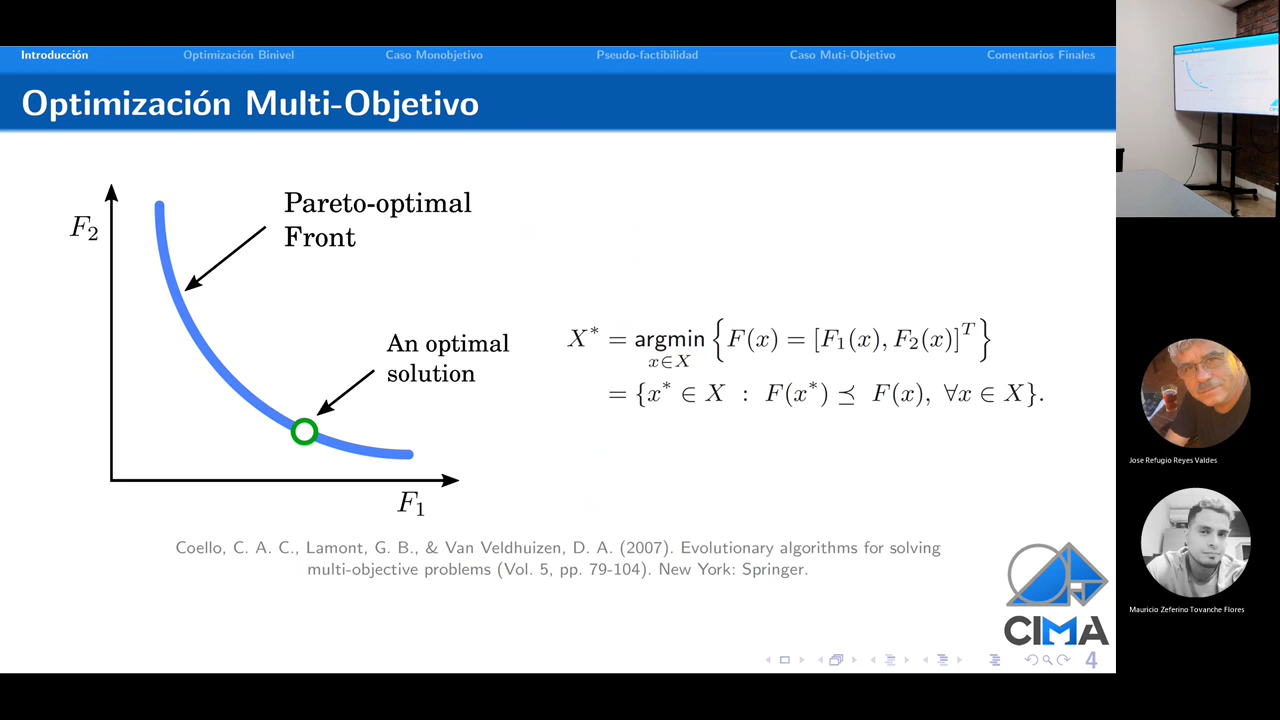 Introducción Optimización Binivel Caso Monobjetivo Pseudo-factibilidad Caso Muti-Objetivo Comentarios Finales
Optimización Multi-Objetivo
F₂
Pareto-optimal
Front
An optimal
solution
F₁
X* = argmin {F(x) = [F₁(x), F₂(x)]ᵀ}
x∈X
= {x* ∈ X : F(x*) ⪯ F(x), ∀x ∈ X}.
Coello, C. A. C., Lamont, G. B., & Van Veldhuizen, D. A. (2007). Evolutionary algorithms for solving
multi-objective problems (Vol. 5, pp. 79-104). New York: Springer.
CIMA
4
Jose Refugio Reyes Valdes
Mauricio Zeferino Tovanche Flores